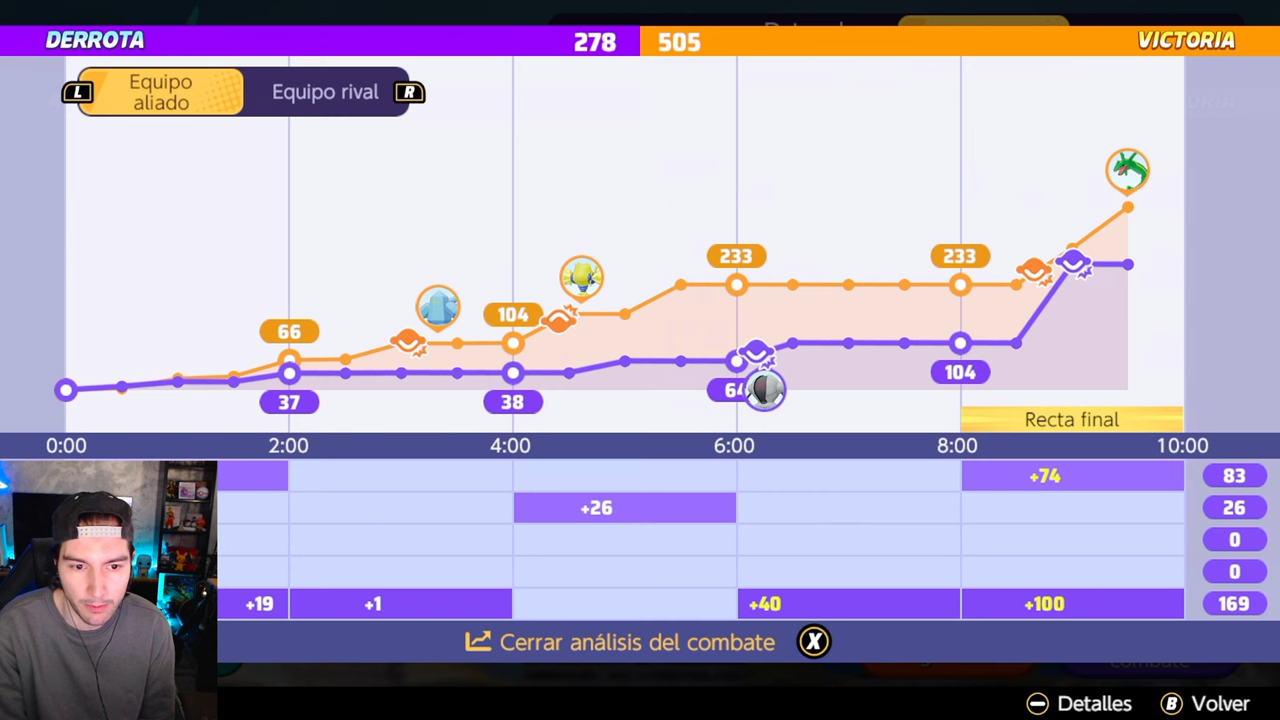 DERROTA 278 505 VICTORIA
L Equipo aliado Equipo rival R
233 233
104
66
37 38 104
Recta final
0:00 2:00 4:00 6:00 8:00 10:00
+74 83
+26 26
0
0
+19 +1 +40 +100 169
Cerrar análisis del combate X
Detalles B Volver